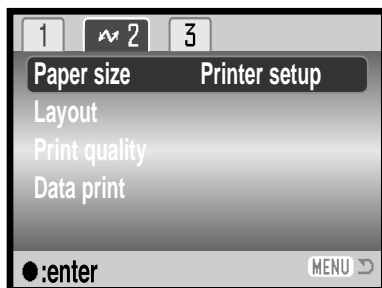 1 2 3
Paper size Printer setup
Layout
Print quality
Data print
●:enter MENU